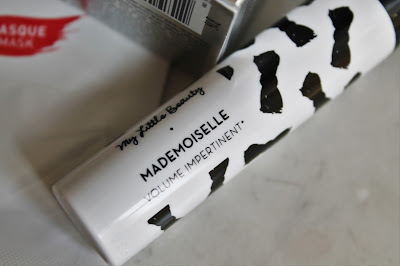 ASQUE
MASK
My Little Beauty
MADEMOISELLE
VOLUME IMPERTINENT*